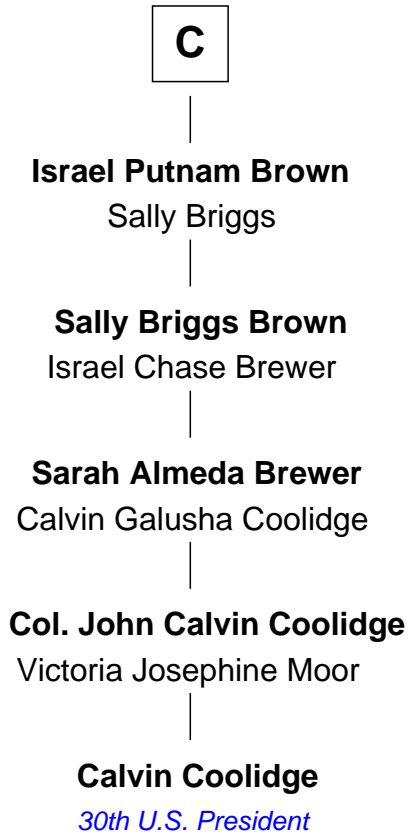 C
Israel Putnam Brown
Sally Briggs
Sally Briggs Brown
Israel Chase Brewer
Sarah Almeda Brewer
Calvin Galusha Coolidge
Col. John Calvin Coolidge
Victoria Josephine Moor
Calvin Coolidge
30th U.S. President